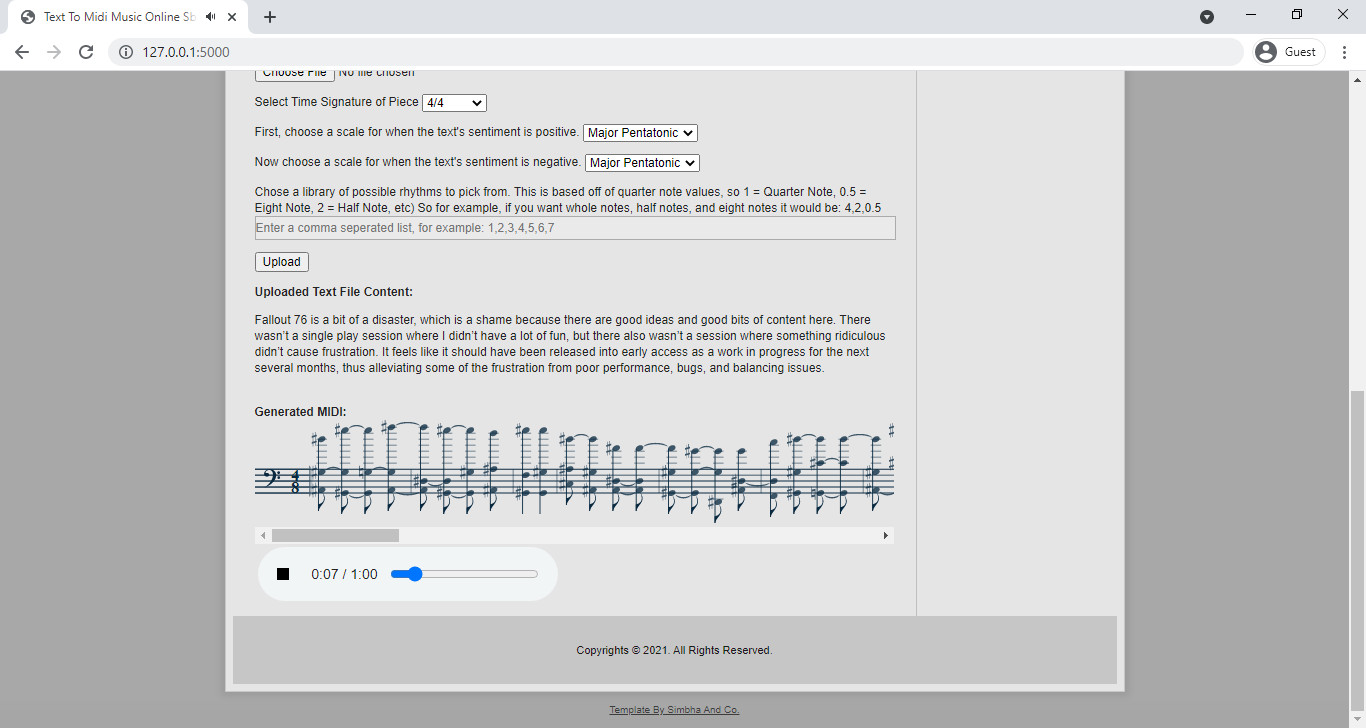 Text To Midi Music Online Sb
127.0.0.1:5000
Guest
Choose File No file chosen
Select Time Signature of Piece 4/4
First, choose a scale for when the text's sentiment is positive. Major Pentatonic
Now choose a scale for when the text's sentiment is negative. Major Pentatonic
Chose a library of possible rhythms to pick from. This is based off of quarter note values, so 1 = Quarter Note, 0.5 =
Eight Note, 2 = Half Note, etc) So for example, if you want whole notes, half notes, and eight notes it would be: 4,2,0.5
Enter a comma seperated list, for example: 1,2,3,4,5,6,7
Upload
Uploaded Text File Content:
Fallout 76 is a bit of a disaster, which is a shame because there are good ideas and good bits of content here. There
wasn't a single play session where I didn't have a lot of fun, but there also wasn't a session where something ridiculous
didn't cause frustration. It feels like it should have been released into early access as a work in progress for the next
several months, thus alleviating some of the frustration from poor performance, bugs, and balancing issues.
Generated MIDI:
4
8
0:07 / 1:00
Copyrights © 2021. All Rights Reserved.
Template By Simbha And Co.